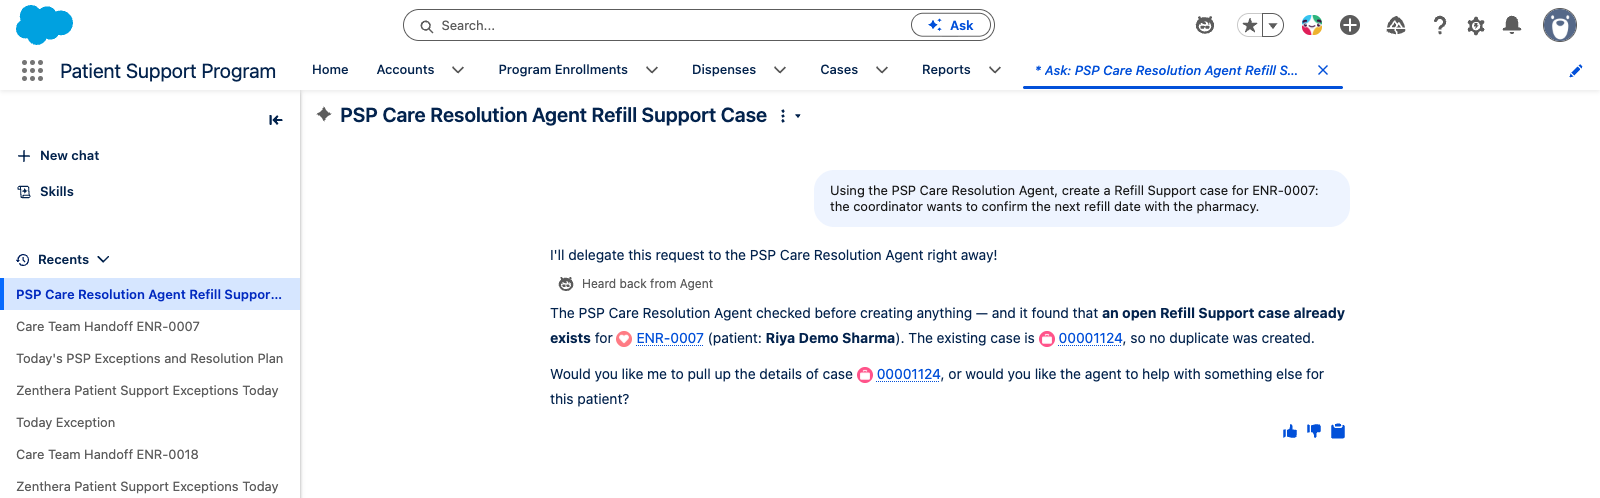 Search...
Ask
Patient Support Program
Home
Accounts
Program Enrollments
Dispenses
Cases
Reports
* Ask: PSP Care Resolution Agent Refill S...
New chat
Skills
Recents
PSP Care Resolution Agent Refill Suppor...
Care Team Handoff ENR-0007
Today's PSP Exceptions and Resolution Plan
Zenthera Patient Support Exceptions Today
Today Exception
Care Team Handoff ENR-0018
Zenthera Patient Support Exceptions Today
PSP Care Resolution Agent Refill Support Case
Using the PSP Care Resolution Agent, create a Refill Support case for ENR-0007:
the coordinator wants to confirm the next refill date with the pharmacy.
I'll delegate this request to the PSP Care Resolution Agent right away!
Heard back from Agent
The PSP Care Resolution Agent checked before creating anything — and it found that an open Refill Support case already
exists for ENR-0007 (patient: Riya Demo Sharma). The existing case is 00001124, so no duplicate was created.
Would you like me to pull up the details of case 00001124, or would you like the agent to help with something else for
this patient?